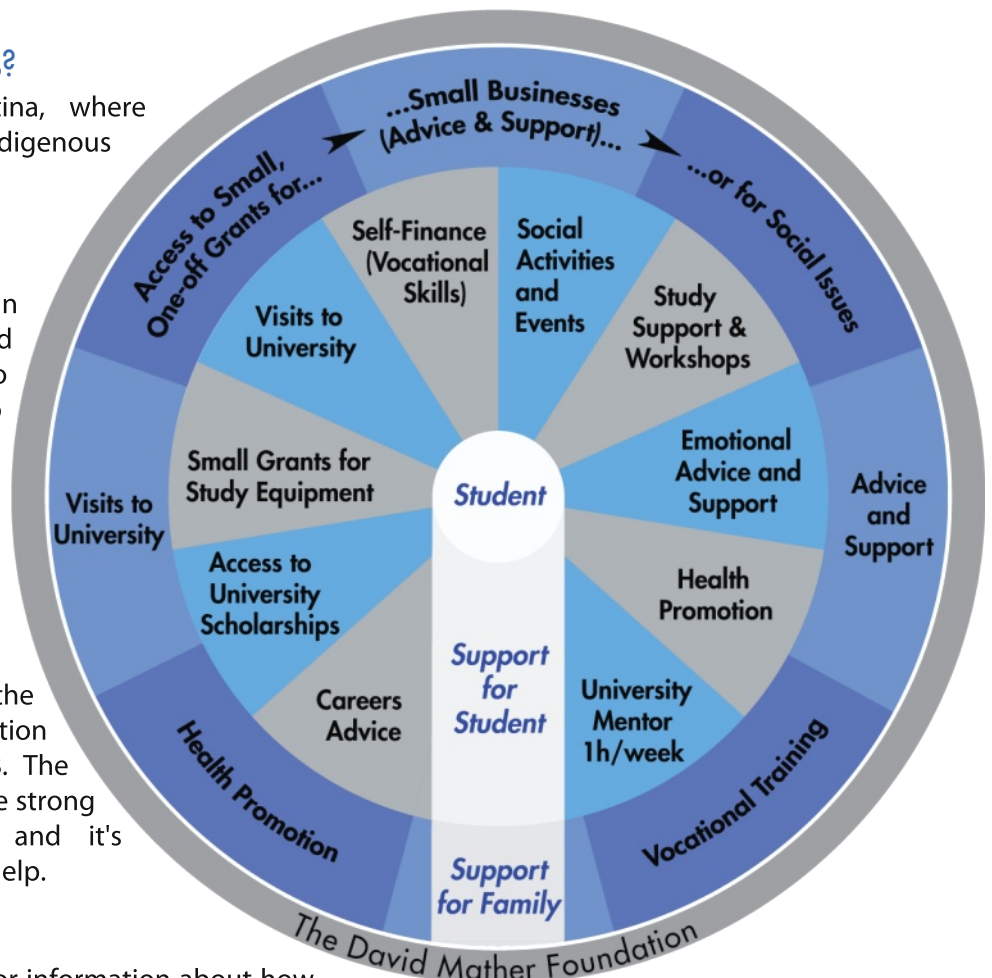 ?
tina, where
digenous
n
d
o
the
tion
. The
e strong
and it's
elp.
or information about how
...Small Businesses
(Advice & Support)...
Access to Small,
One-off Grants for...
...or for Social Issues
Self-Finance
(Vocational
Skills)
Social
Activities
and
Events
Visits to
University
Study
Support &
Workshops
Small Grants for
Study Equipment
Emotional
Advice and
Support
Visits to
University
Advice
and
Support
Student
Access to
University
Scholarships
Health
Promotion
Careers
Advice
Support
for
Student
University
Mentor
1h/week
Health Promotion
Vocational Training
Support
for Family
The David Mather Foundation